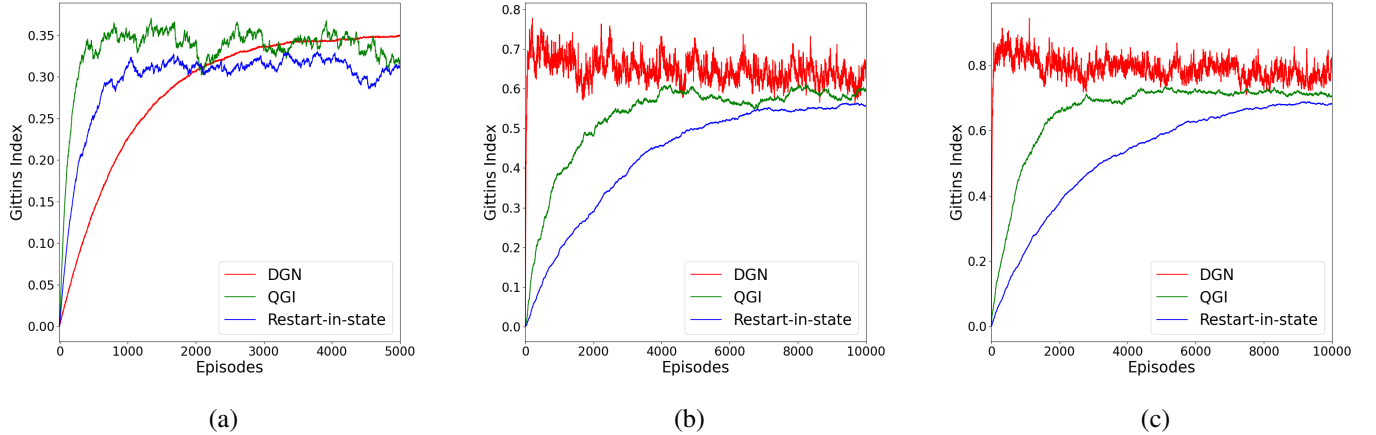 0.35
0.30
0.25
0.20
0.15
0.10
0.05
0.00
Gittins Index
0 1000 2000 3000 4000 5000
Episodes
DGN
QGI
Restart-in-state
(a)
0.8
0.7
0.6
0.5
0.4
0.3
0.2
0.1
0.0
Gittins Index
0 2000 4000 6000 8000 10000
Episodes
DGN
QGI
Restart-in-state
(b)
0.8
0.6
0.4
0.2
0.0
Gittins Index
0 2000 4000 6000 8000 10000
Episodes
DGN
QGI
Restart-in-state
(c)